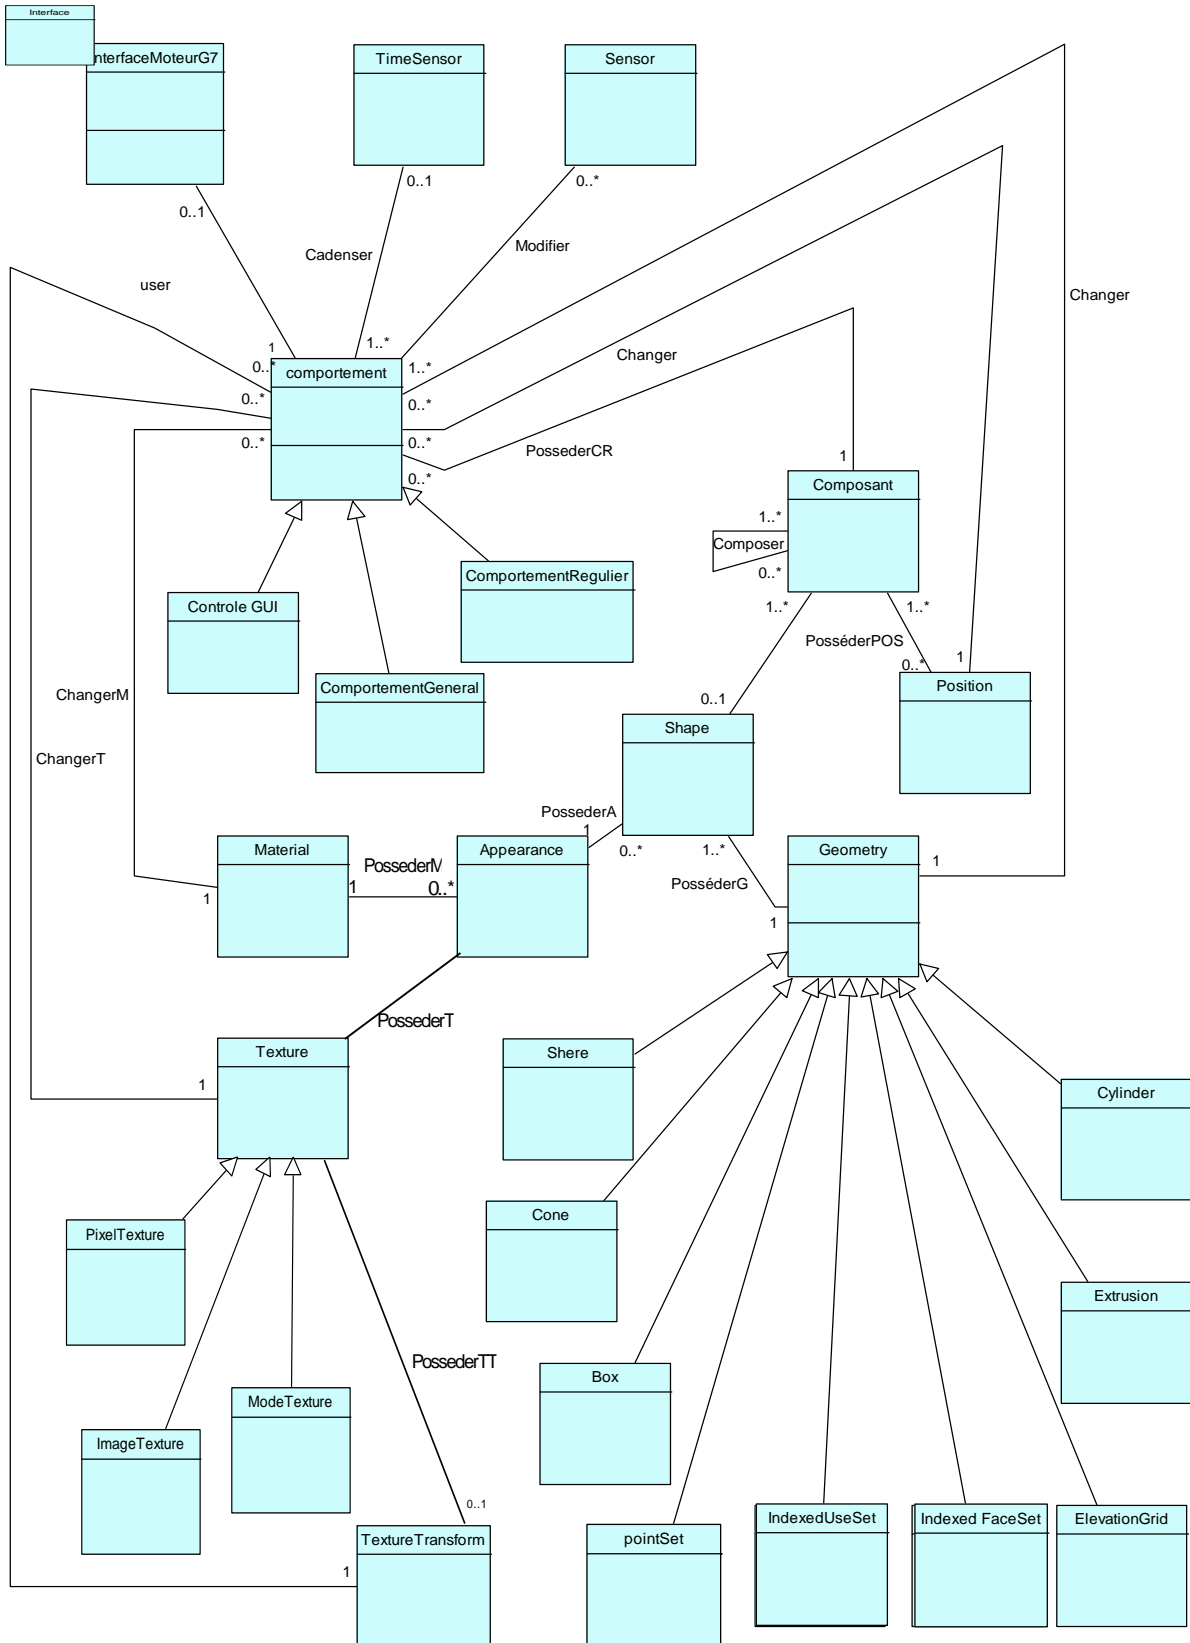 Interface
InterfaceMoteurG7
TimeSensor
Sensor
0..1
0..1
0..*
Cadenser
Modifier
user
Changer
1
0..*
1..*
1..*
Changer
comportement
0..*
0..*
0..*
0..*
PossederCR
0..*
1
Composant
1..*
Composer
0..*
ComportementRegulier
Controle GUI
1..*
1..*
PosséderPOS
0..*
1
ComportementGeneral
Position
ChangerM
0..1
Shape
ChangerT
PossederA
1
0..*
1..*
Material
Appearance
Geometry
1
PossederM
1
0..*
PosséderG
1
1
PossederT
Texture
Shere
1
Cylinder
Cone
PixelTexture
Extrusion
PossederTT
Box
ModeTexture
ImageTexture
0..1
IndexedUseSet
Indexed FaceSet
ElevationGrid
TextureTransform
pointSet
1